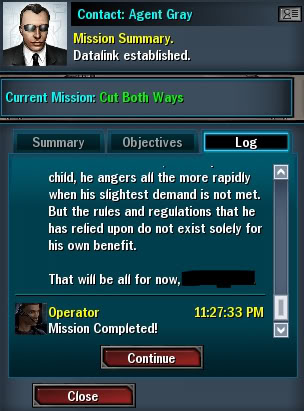 Contact: Agent Gray
Mission Summary.
Datalink established.
Current Mission: Cut Both Ways
Summary
Objectives
Log
child, he angers all the more rapidly
when his slightest demand is not met.
But the rules and regulations that he
has relied upon do not exist solely for
his own benefit.
That will be all for now,
Operator 11:27:33 PM
Mission Completed!
Continue
Close